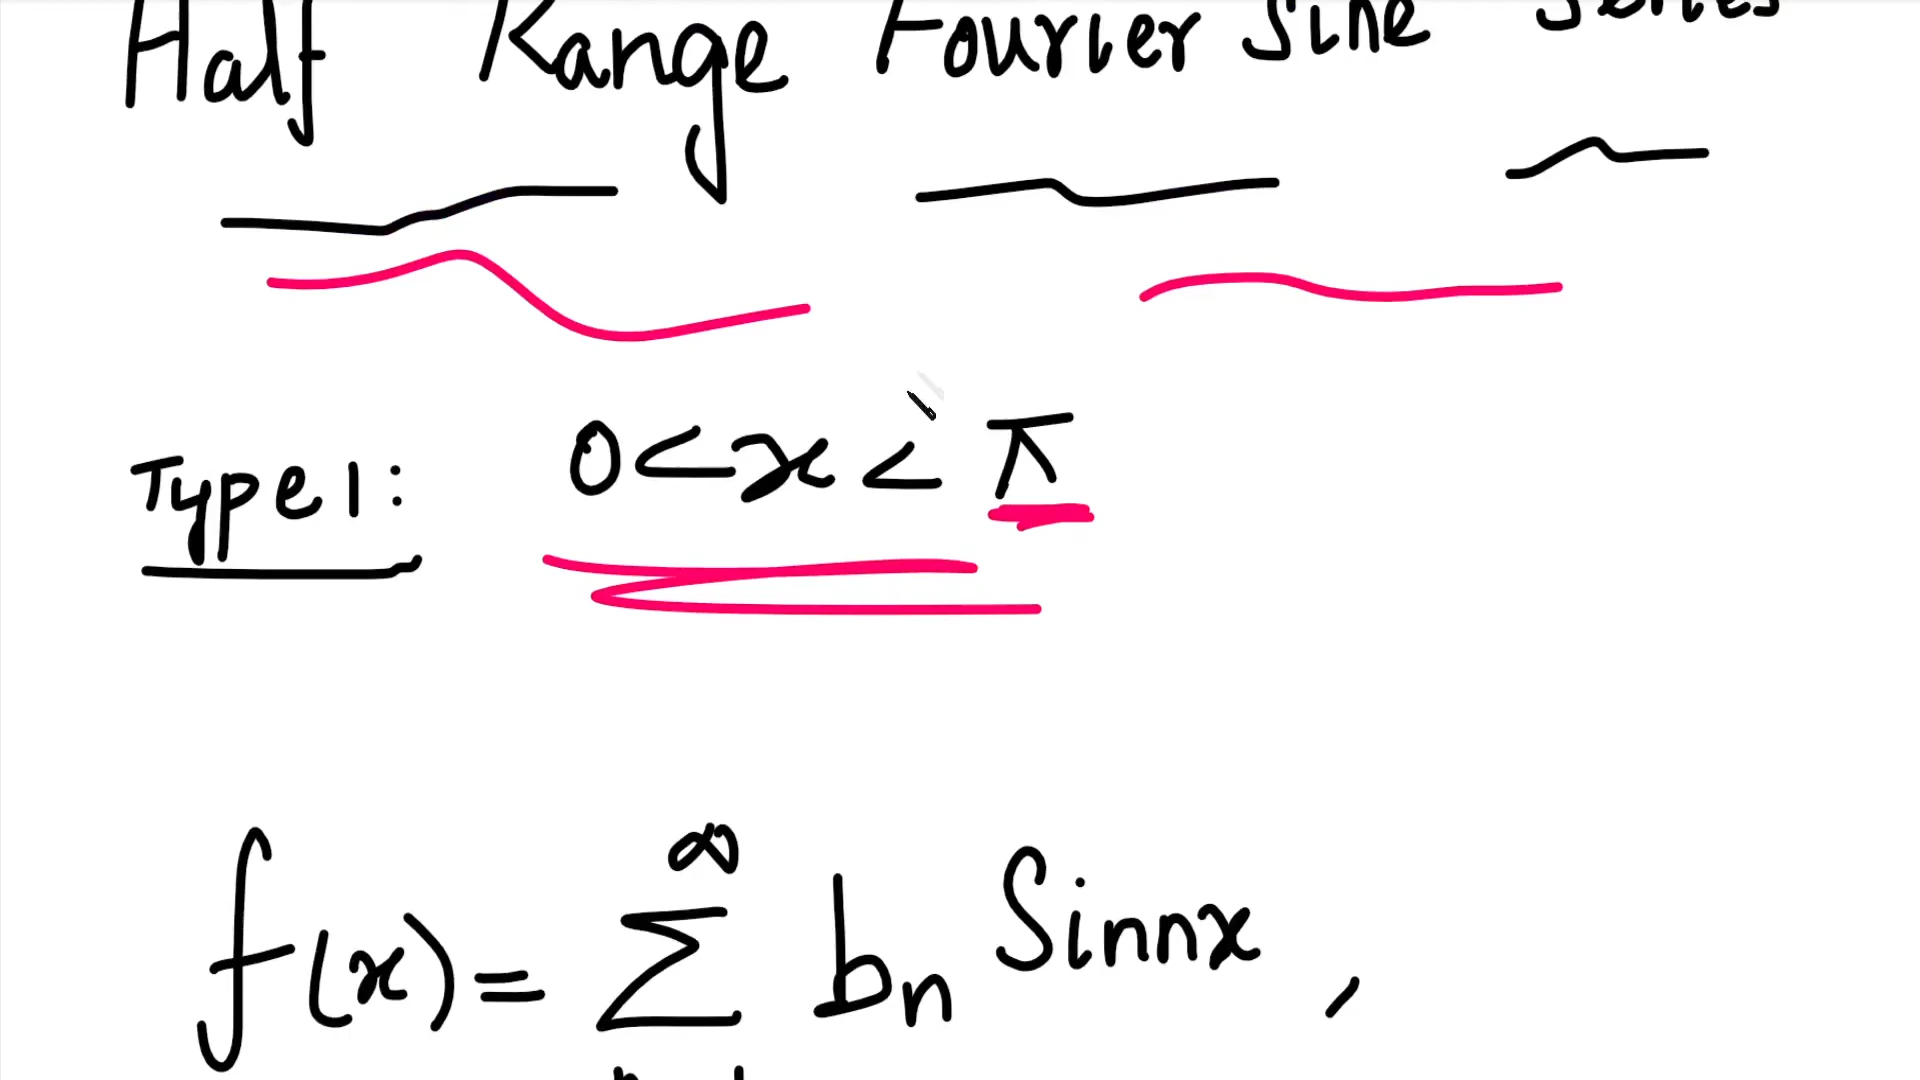 Half Range Fourier Sine Series
Type 1: 0<x<π
∞
f(x) = Σ bn Sinnx ,